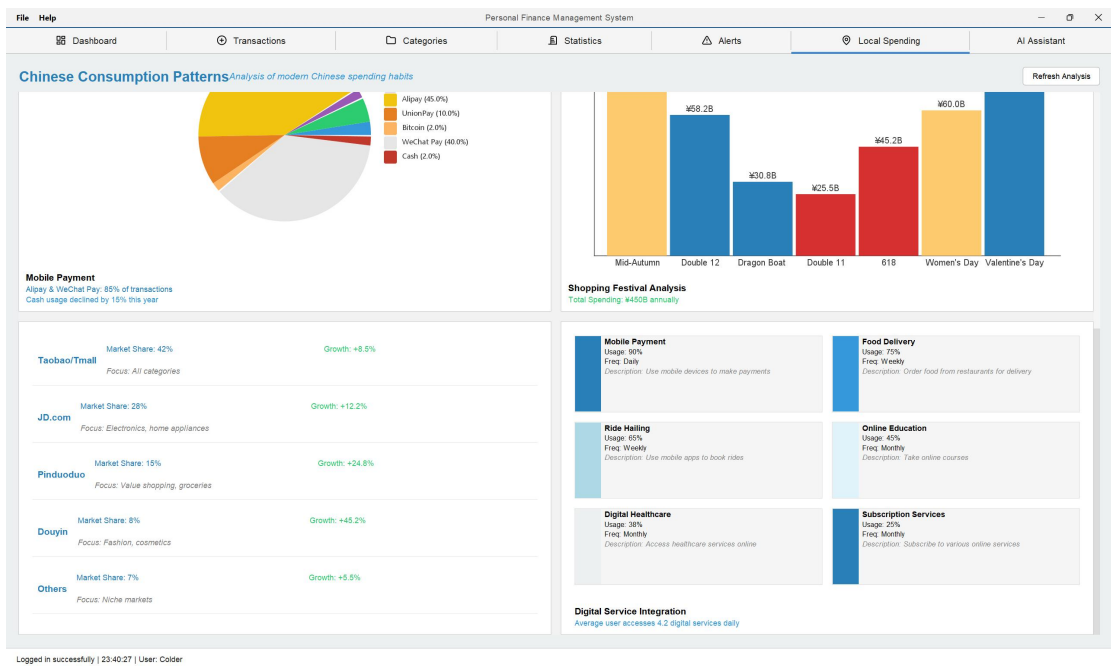 File Help
Personal Finance Management System
Dashboard
Transactions
Categories
Statistics
Alerts
Local Spending
AI Assistant
Chinese Consumption Patterns Analysis of modern Chinese spending habits
Refresh Analysis
Alipay (45.0%)
UnionPay (10.0%)
Bitcoin (2.0%)
WeChat Pay (40.0%)
Cash (2.0%)
Mobile Payment
Alipay & WeChat Pay: 85% of transactions
Cash usage declined by 15% this year
¥58.2B
¥30.8B
¥25.5B
¥45.2B
¥60.0B
Mid-Autumn
Double 12
Dragon Boat
Double 11
618
Women's Day
Valentine's Day
Shopping Festival Analysis
Total Spending: ¥450B annually
Taobao/Tmall
Market Share: 42%
Growth: +8.5%
Focus: All categories
JD.com
Market Share: 28%
Growth: +12.2%
Focus: Electronics, home appliances
Pinduoduo
Market Share: 15%
Growth: +24.8%
Focus: Value shopping, groceries
Douyin
Market Share: 8%
Growth: +45.2%
Focus: Fashion, cosmetics
Others
Market Share: 7%
Growth: +5.5%
Focus: Niche markets
Mobile Payment
Usage: 90%
Freq: Daily
Description: Use mobile devices to make payments
Food Delivery
Usage: 75%
Freq: Weekly
Description: Order food from restaurants for delivery
Ride Hailing
Usage: 65%
Freq: Weekly
Description: Use mobile apps to book rides
Online Education
Usage: 45%
Freq: Monthly
Description: Take online courses
Digital Healthcare
Usage: 38%
Freq: Monthly
Description: Access healthcare services online
Subscription Services
Usage: 25%
Freq: Monthly
Description: Subscribe to various online services
Digital Service Integration
Average user accesses 4.2 digital services daily
Logged in successfully | 23:40:27 | User: Colder